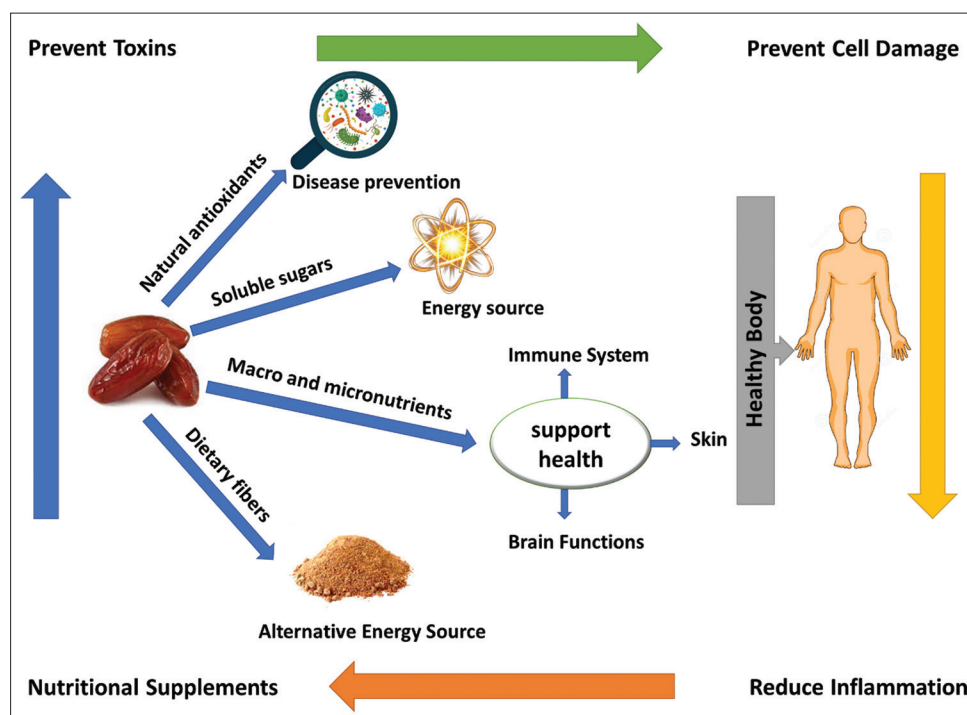 Prevent Toxins
Prevent Cell Damage
Natural antioxidants
Disease prevention
Soluble sugars
Energy source
Macro and micronutrients
Immune System
support
health
Skin
Brain Functions
Healthy Body
Dietary fibers
Alternative Energy Source
Nutritional Supplements
Reduce Inflammation